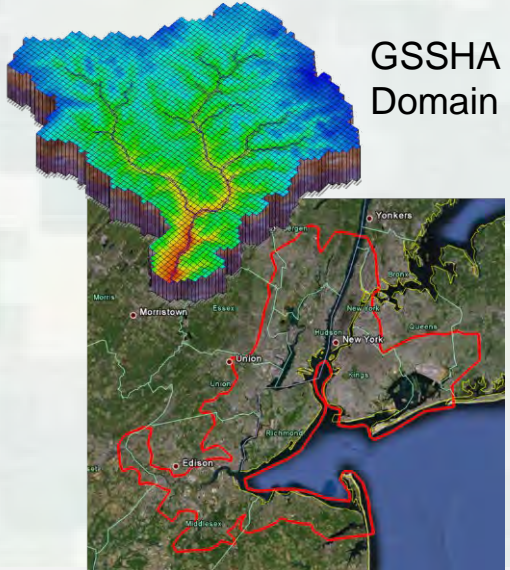 GSSHA
Domain
Yonkers
Bergen
Bronx
Morris
Morristown
Essex
New York
Queens
Hudson
New York
Union
Kings
Union
Richmond
Edison
Middlesex